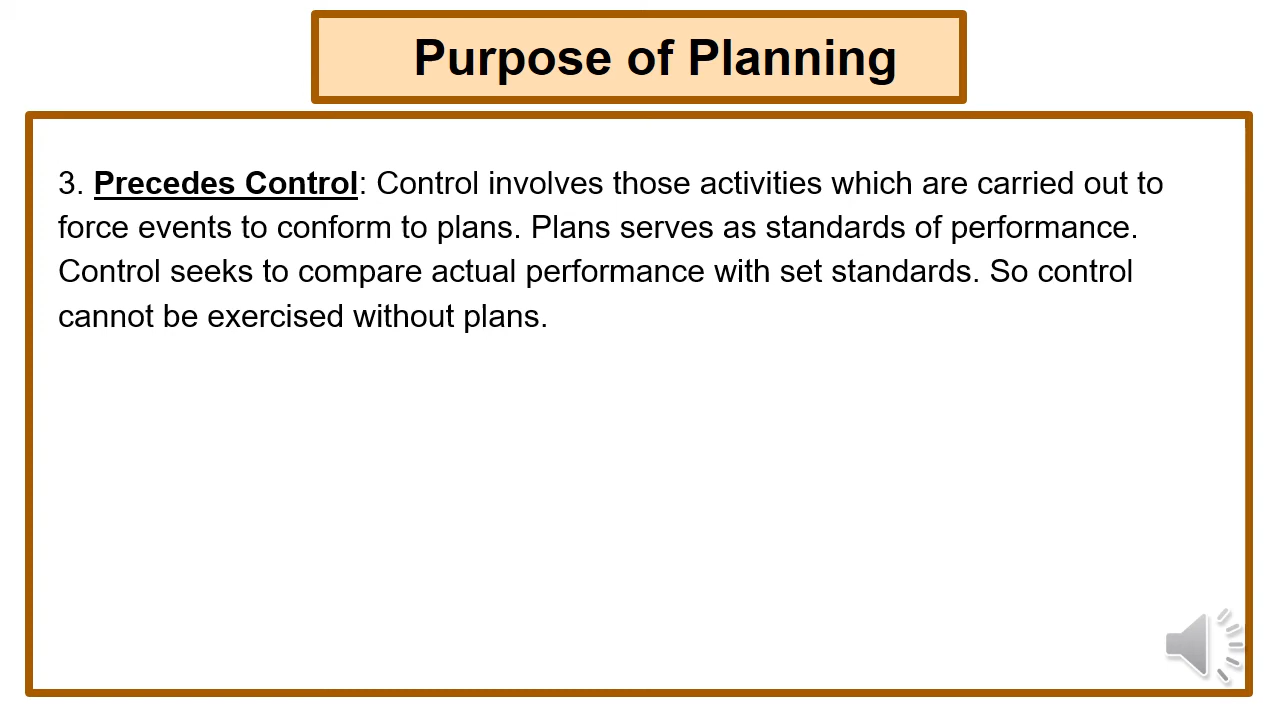 Purpose of Planning
3. Precedes Control: Control involves those activities which are carried out to
force events to conform to plans. Plans serves as standards of performance.
Control seeks to compare actual performance with set standards. So control
cannot be exercised without plans.